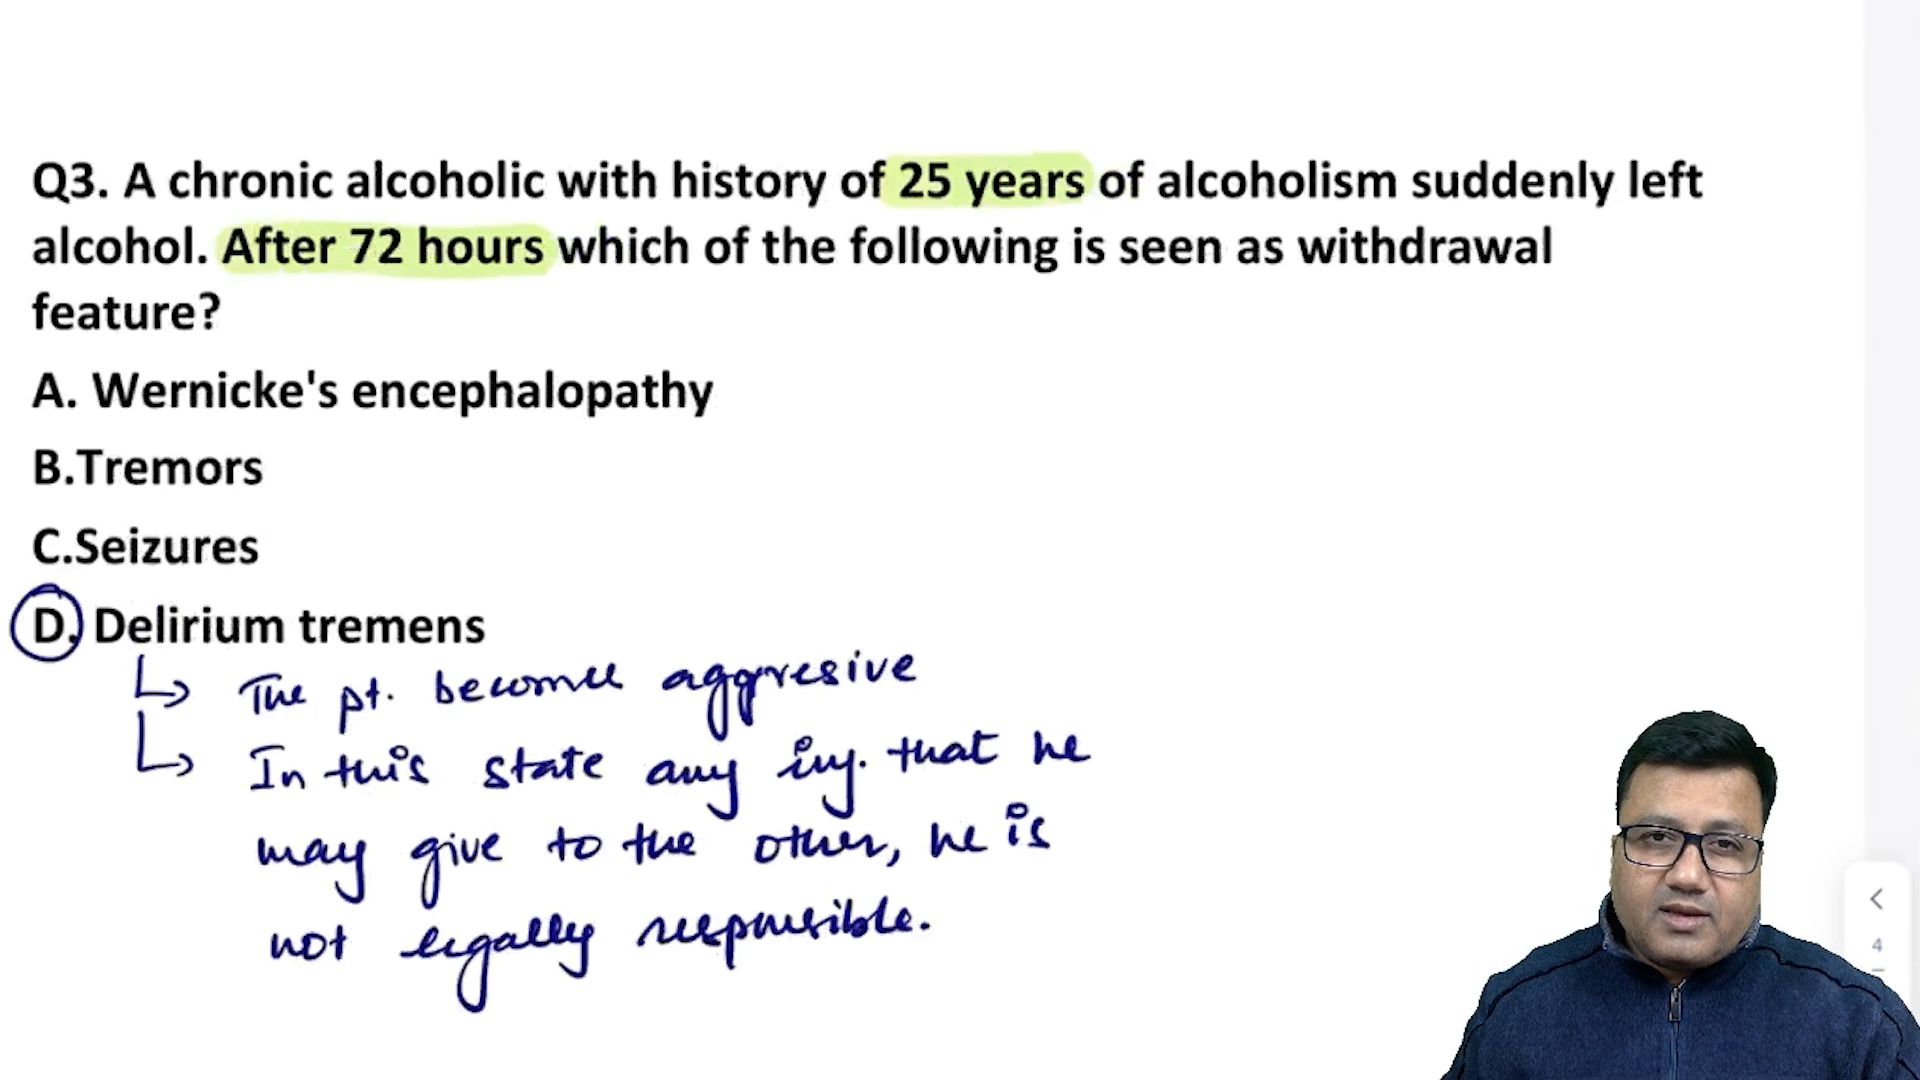 Q3. A chronic alcoholic with history of 25 years of alcoholism suddenly left
alcohol. After 72 hours which of the following is seen as withdrawal
feature?
A. Wernicke's encephalopathy
B.Tremors
C.Seizures
D. Delirium tremens
↳ The pt. becomes aggresive
↳ In this state any inj. that he
may give to the other, he is
not legally responsible.
4